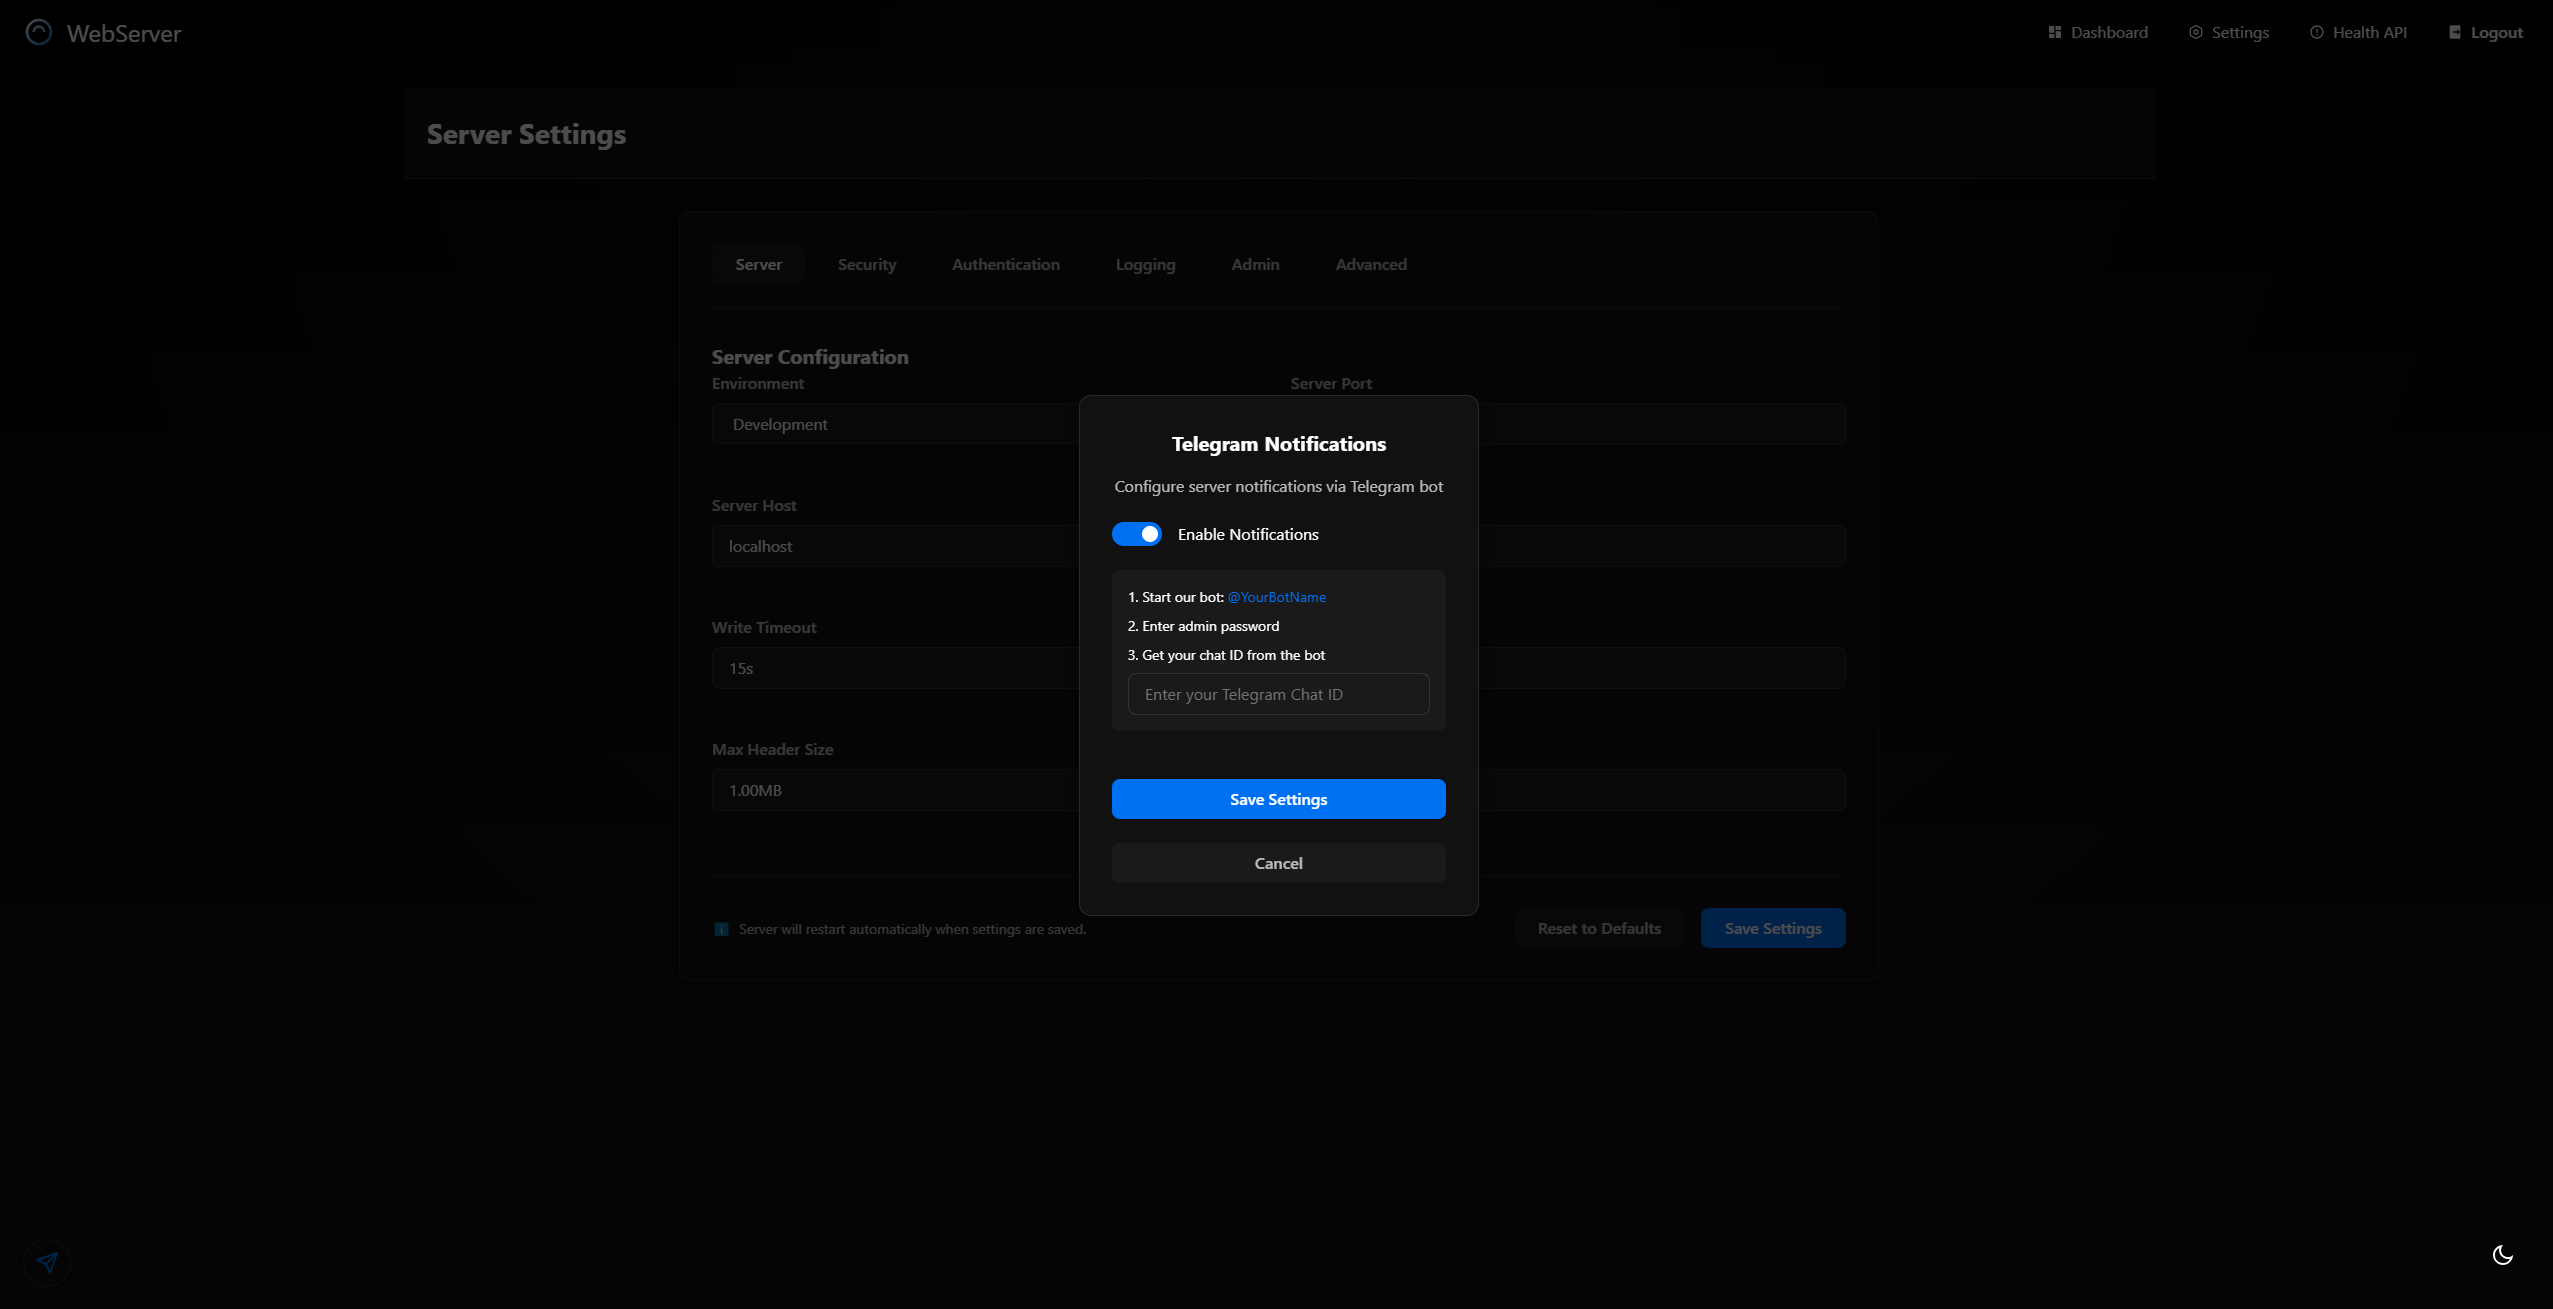 WebServer
Dashboard
Settings
Health API
Logout
Server Settings
Server
Security
Authentication
Logging
Admin
Advanced
Server Configuration
Environment
Server Port
Development
Server Host
localhost
Write Timeout
15s
Max Header Size
1.00MB
Telegram Notifications
Configure server notifications via Telegram bot
Enable Notifications
1. Start our bot: @YourBotName
2. Enter admin password
3. Get your chat ID from the bot
Enter your Telegram Chat ID
Save Settings
Cancel
Server will restart automatically when settings are saved.
Reset to Defaults
Save Settings